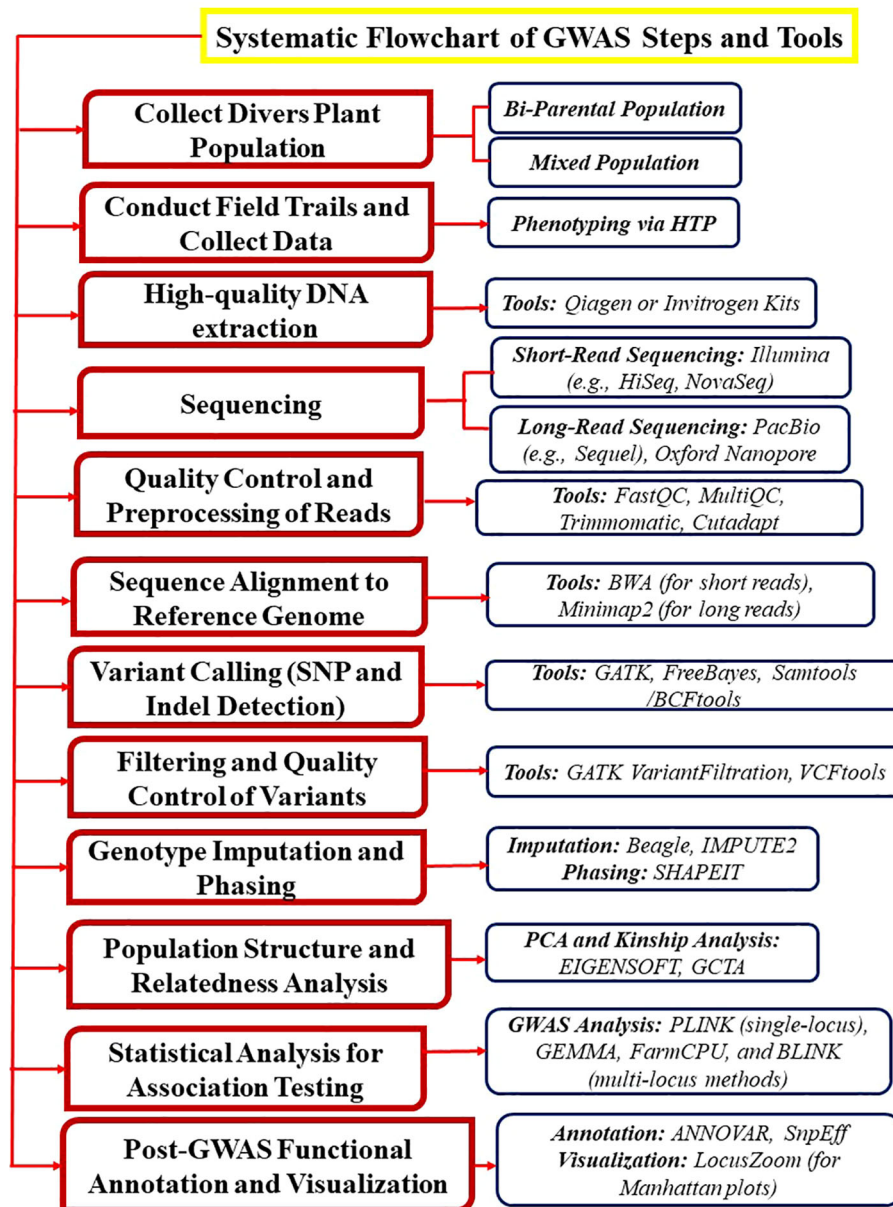 Systematic Flowchart of GWAS Steps and Tools
Collect Divers Plant
Population
Bi-Parental Population
Mixed Population
Conduct Field Trails and
Collect Data
Phenotyping via HTP
High-quality DNA
extraction
Tools: Qiagen or Invitrogen Kits
Sequencing
Short-Read Sequencing: Illumina
(e.g., HiSeq, NovaSeq)
Long-Read Sequencing: PacBio
(e.g., Sequel), Oxford Nanopore
Quality Control and
Preprocessing of Reads
Tools: FastQC, MultiQC,
Trimmomatic, Cutadapt
Sequence Alignment to
Reference Genome
Tools: BWA (for short reads),
Minimap2 (for long reads)
Variant Calling (SNP and
Indel Detection)
Tools: GATK, FreeBayes, Samtools
/BCFtools
Filtering and Quality
Control of Variants
Tools: GATK VariantFiltration, VCFtools
Genotype Imputation and
Phasing
Imputation: Beagle, IMPUTE2
Phasing: SHAPEIT
Population Structure and
Relatedness Analysis
PCA and Kinship Analysis:
EIGENSOFT, GCTA
Statistical Analysis for
Association Testing
GWAS Analysis: PLINK (single-locus),
GEMMA, FarmCPU, and BLINK
(multi-locus methods)
Post-GWAS Functional
Annotation and Visualization
Annotation: ANNOVAR, SnpEff
Visualization: LocusZoom (for
Manhattan plots)